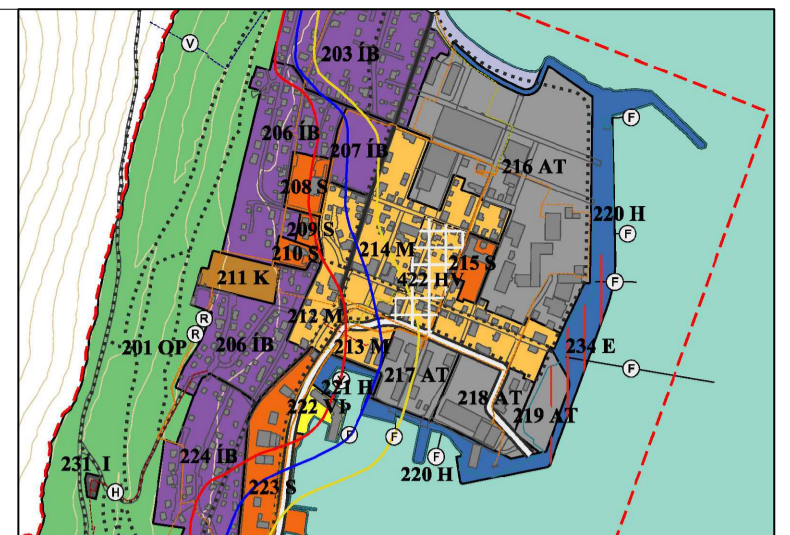 V
203 ÍB
F
206 ÍB
207 ÍB
216 AT
208 S
220 H
209 S
F
210 S
214 M
215 S
211 K
422 HV
F
212 M
R
R
201 OP
206 ÍB
213 M
234 E
217 AT
F
221 H
218 AT
222 VÞ
219 AT
F
F
224 ÍB
F
220 H
231 I
H
223 S